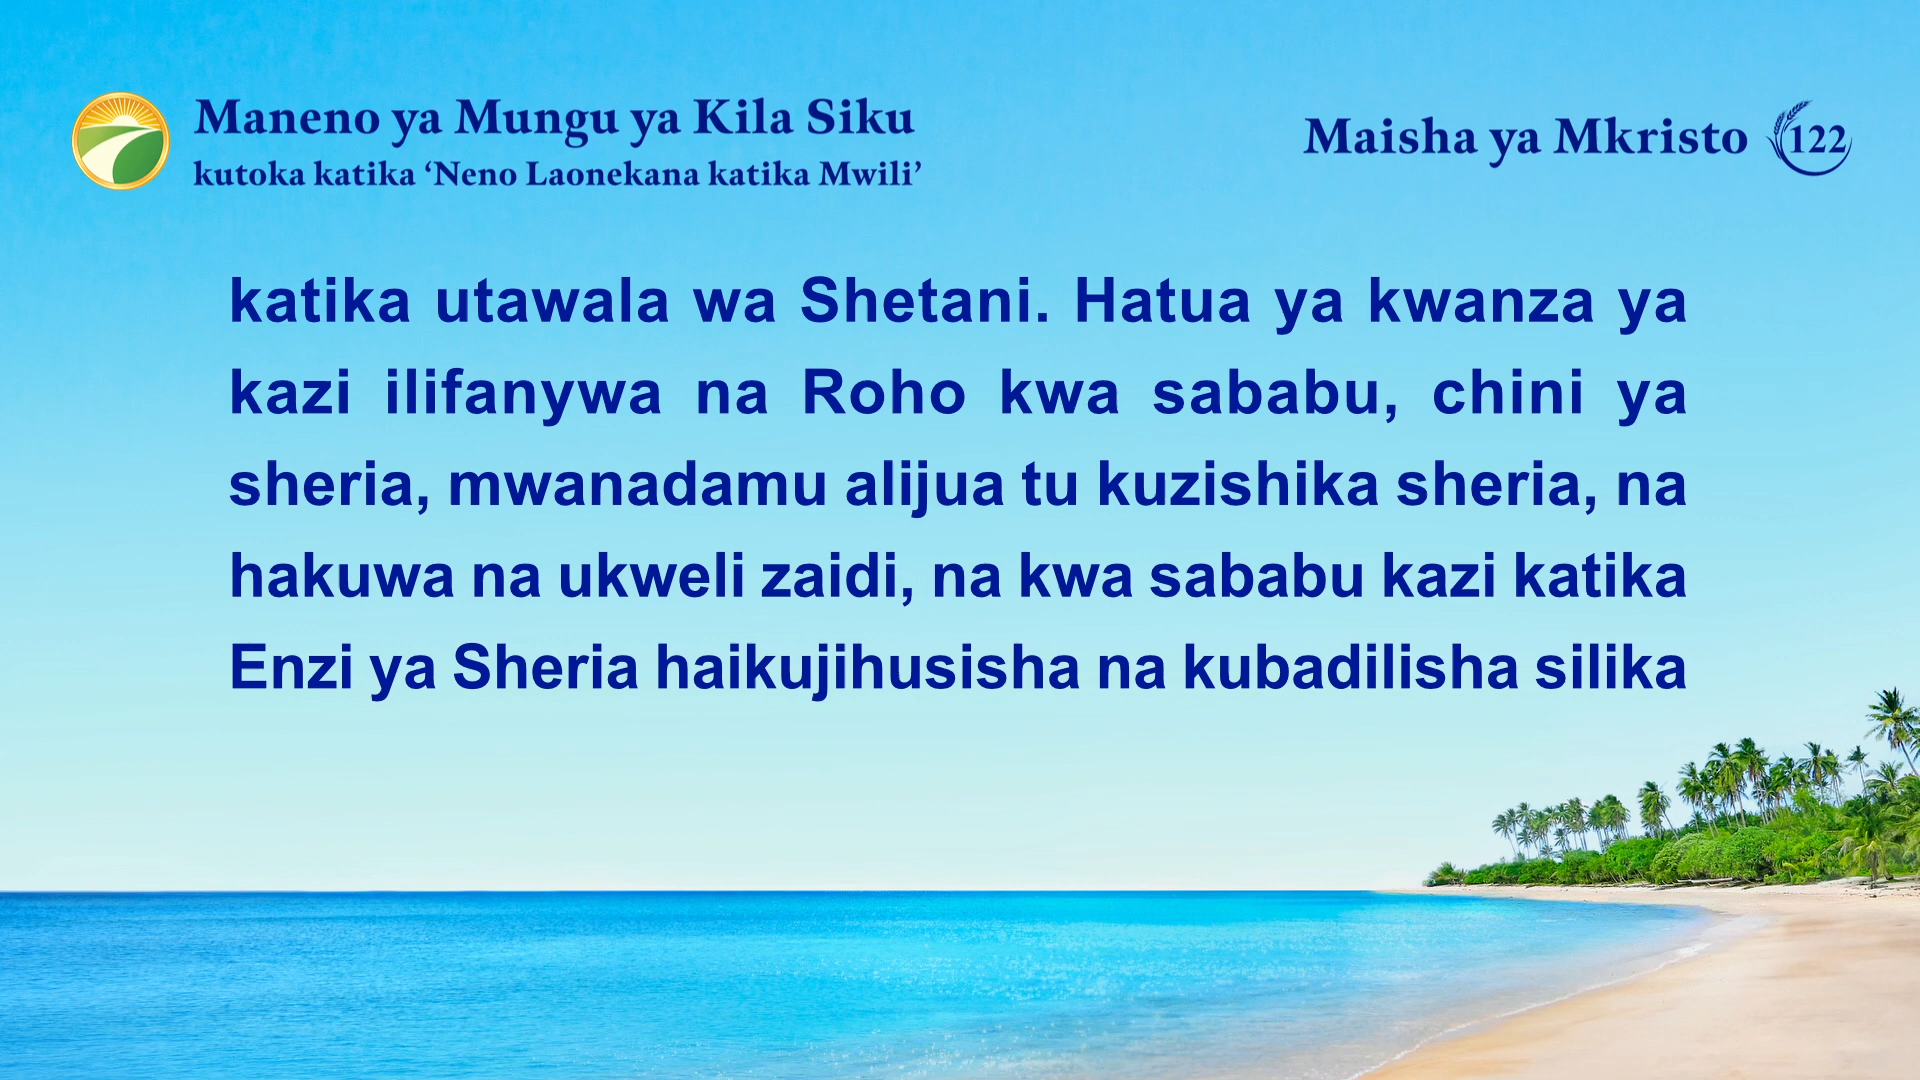 Maneno ya Mungu ya Kila Siku
kutoka katika ‘Neno Laonekana katika Mwili’
Maisha ya Mkristo 122
katika utawala wa Shetani. Hatua ya kwanza ya
kazi ilifanywa na Roho kwa sababu, chini ya
sheria, mwanadamu alijua tu kuzishika sheria, na
hakuwa na ukweli zaidi, na kwa sababu kazi katika
Enzi ya Sheria haikujihusisha na kubadilisha silika